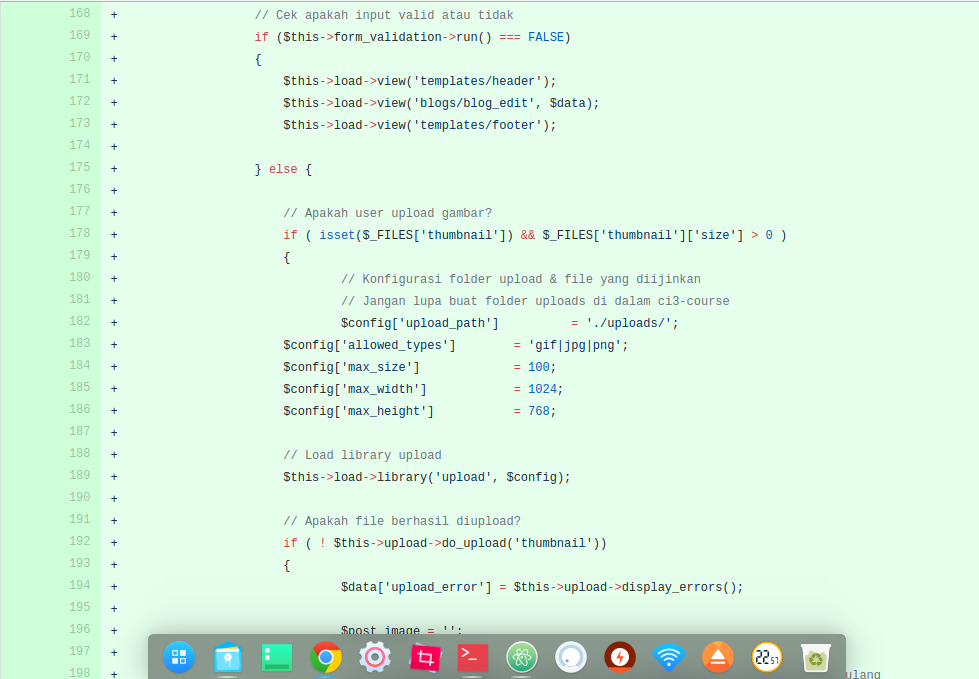 168 + // Cek apakah input valid atau tidak
169 + if ($this->form_validation->run() === FALSE)
170 + {
171 + $this->load->view('templates/header');
172 + $this->load->view('blogs/blog_edit', $data);
173 + $this->load->view('templates/footer');
174 +
175 + } else {
176 +
177 + // Apakah user upload gambar?
178 + if ( isset($_FILES['thumbnail']) && $_FILES['thumbnail']['size'] > 0 )
179 + {
180 + // Konfigurasi folder upload & file yang diijinkan
181 + // Jangan lupa buat folder uploads di dalam ci3-course
182 + $config['upload_path'] = './uploads/';
183 + $config['allowed_types'] = 'gif|jpg|png';
184 + $config['max_size'] = 100;
185 + $config['max_width'] = 1024;
186 + $config['max_height'] = 768;
187 +
188 + // Load library upload
189 + $this->load->library('upload', $config);
190 +
191 + // Apakah file berhasil diupload?
192 + if ( ! $this->upload->do_upload('thumbnail'))
193 + {
194 + $data['upload_error'] = $this->upload->display_errors();
195 +
196 + $post_image = '';
197 +
198 + ulang
22 57